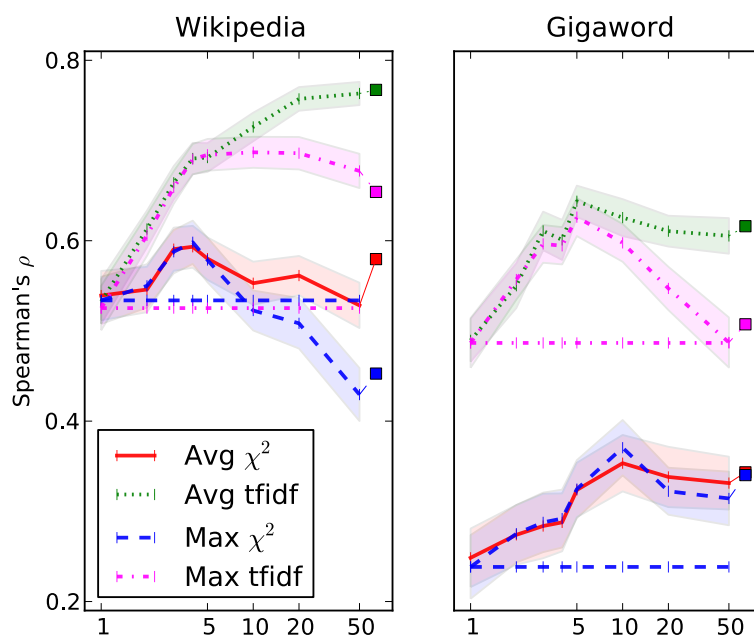 Wikipedia
Gigaword
0.8
0.6
0.4
0.2
Spearman's ρ
Avg χ²
Avg tfidf
Max χ²
Max tfidf
1 5 10 20 50
1 5 10 20 50